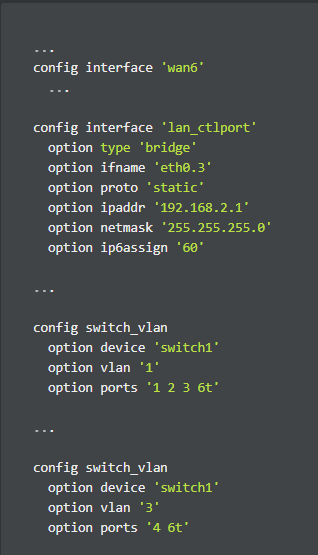 ...
config interface 'wan6'
  ...
config interface 'lan_ctlport'
  option type 'bridge'
  option ifname 'eth0.3'
  option proto 'static'
  option ipaddr '192.168.2.1'
  option netmask '255.255.255.0'
  option ip6assign '60'
...
config switch_vlan
  option device 'switch1'
  option vlan '1'
  option ports '1 2 3 6t'
...
config switch_vlan
  option device 'switch1'
  option vlan '3'
  option ports '4 6t'